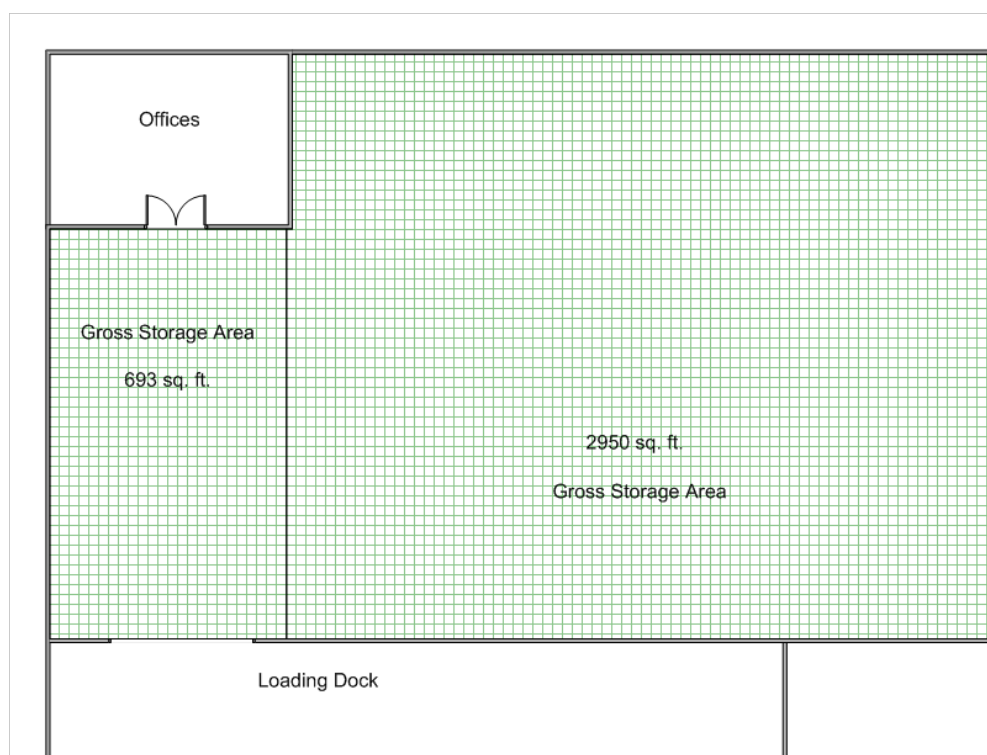 Offices
Gross Storage Area
693 sq. ft.
2950 sq. ft.
Gross Storage Area
Loading Dock